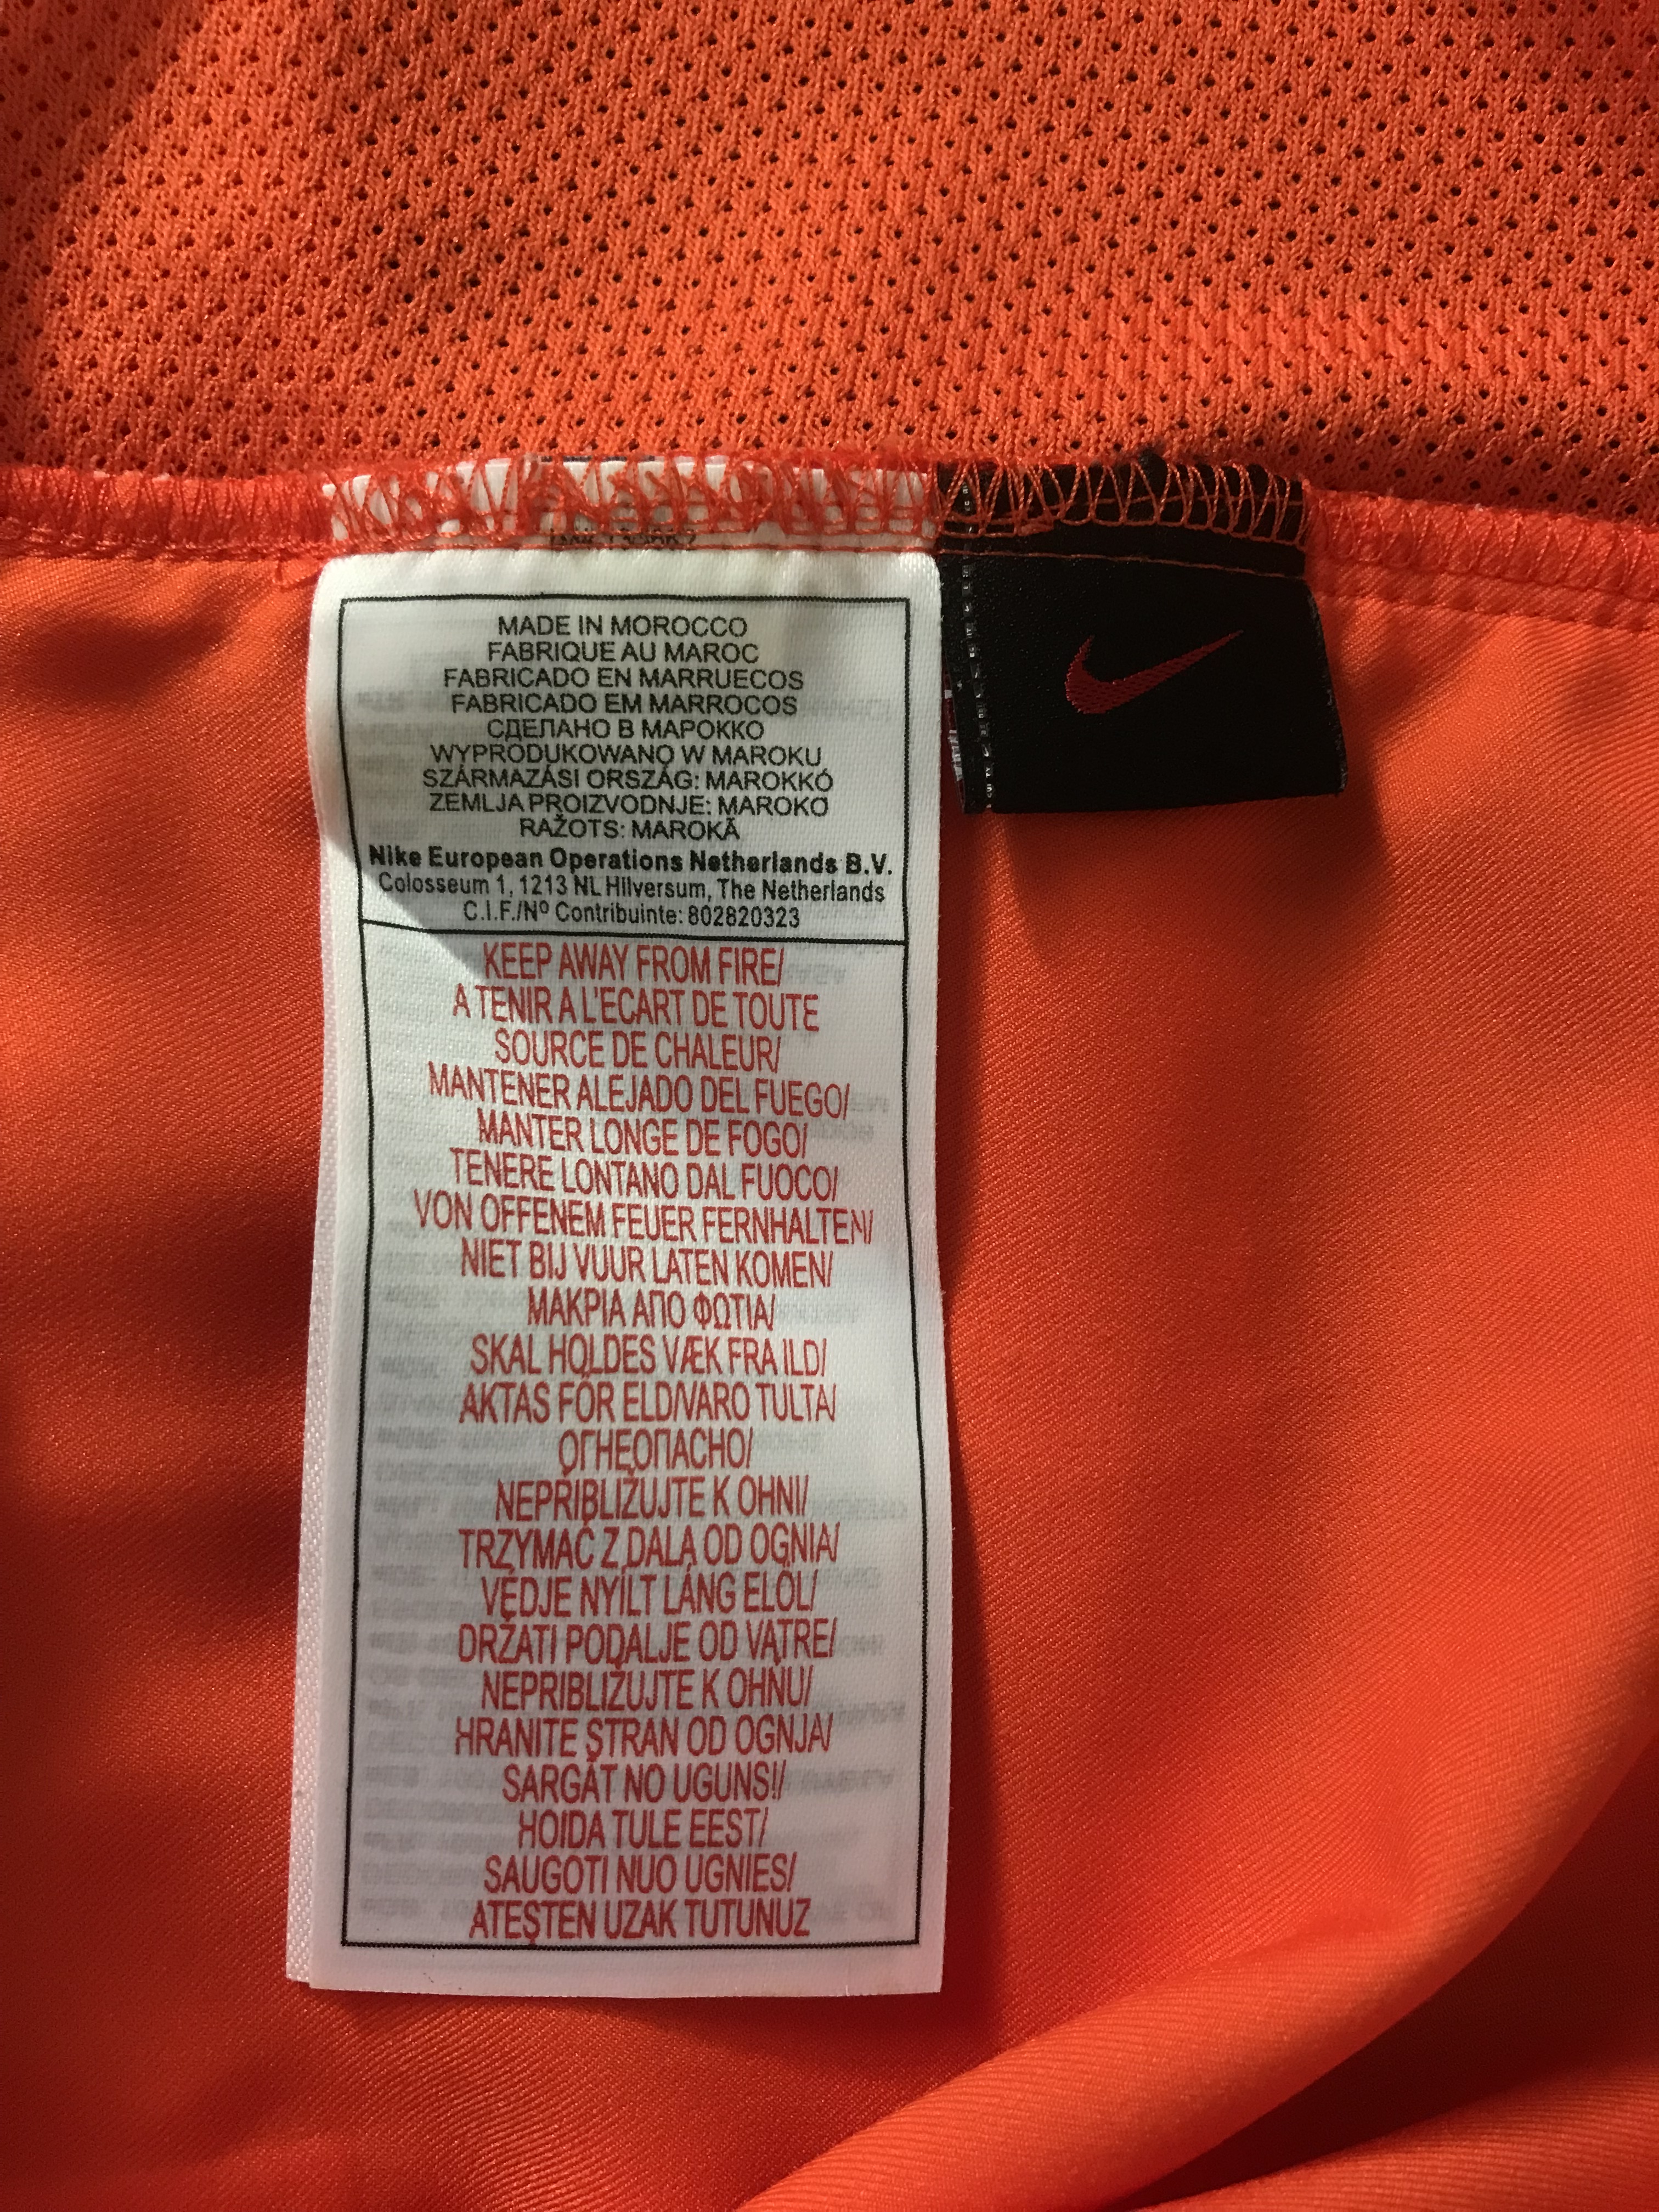 MADE IN MOROCCO
FABRIQUE AU MAROC
FABRICADO EN MARRUECOS
FABRICADO EM MARROCOS
СДЕЛАНО В МАРОККО
WYPRODUKOWANO W MAROKU
SZÁRMAZÁSI ORSZÁG: MAROKKÓ
ZEMLJA PROIZVODNJE: MAROKO
RAŽOTS: MAROKĀ
Nike European Operations Netherlands B.V.
Colosseum 1, 1213 NL Hilversum, The Netherlands
C.I.F./Nº Contribuinte: 802820323
KEEP AWAY FROM FIRE/
A TENIR A L'ECART DE TOUTE
SOURCE DE CHALEUR/
MANTENER ALEJADO DEL FUEGO/
MANTER LONGE DE FOGO/
TENERE LONTANO DAL FUOCO/
VON OFFENEM FEUER FERNHALTEN/
NIET BIJ VUUR LATEN KOMEN/
ΜΑΚΡΙΑ ΑΠΟ ΦΩΤΙΑ/
SKAL HOLDES VÆK FRA ILD/
AKTAS FÖR ELD/VARO TULTA/
ОГНЕОПАСНО/
NEPRIBLIŽUJTE K OHNI/
TRZYMAĆ Z DALA OD OGNIA/
VÉDJE NYÍLT LÁNG ELŐL/
DRŽATI PODALJE OD VATRE/
NEPRIBLIŽUJTE K OHŇU/
HRANITE STRAN OD OGNJA/
SARGĀT NO UGUNS!/
HOIDA TULE EEST/
SAUGOTI NUO UGNIES/
ATEŞTEN UZAK TUTUNUZ